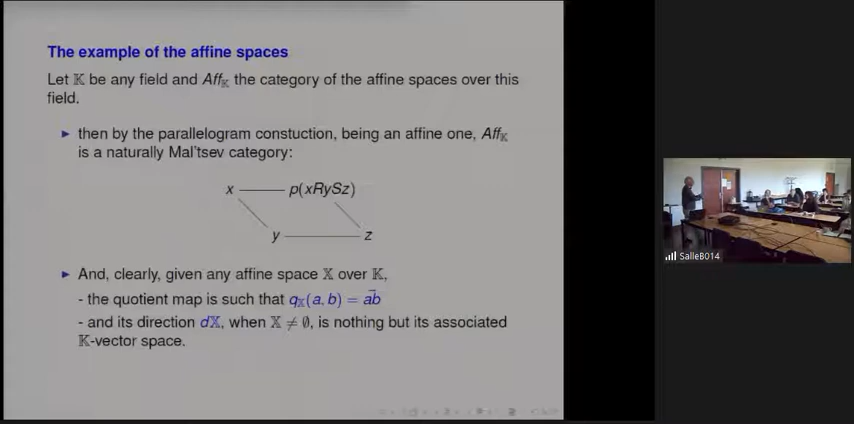 The example of the affine spaces
Let 𝕂 be any field and Aff𝕂 the category of the affine spaces over this
field.
► then by the parallelogram constuction, being an affine one, Aff𝕂
is a naturally Mal'tsev category:
x p(xRySz)
y z
► And, clearly, given any affine space 𝕏 over 𝕂,
- the quotient map is such that q𝕏(a, b) = a⃗b
- and its direction d𝕏, when 𝕏 ≠ ∅, is nothing but its associated
𝕂-vector space.
SalleB014